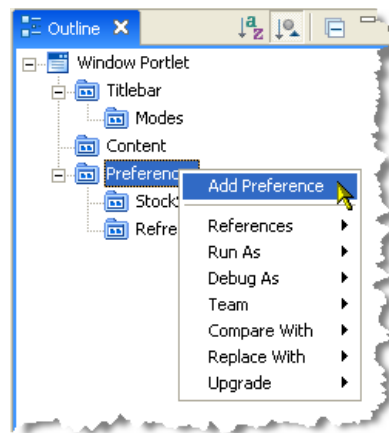 Outline
Window Portlet
Titlebar
Modes
Content
Preferenc
Stock
Refre
Add Preference
References
Run As
Debug As
Team
Compare With
Replace With
Upgrade